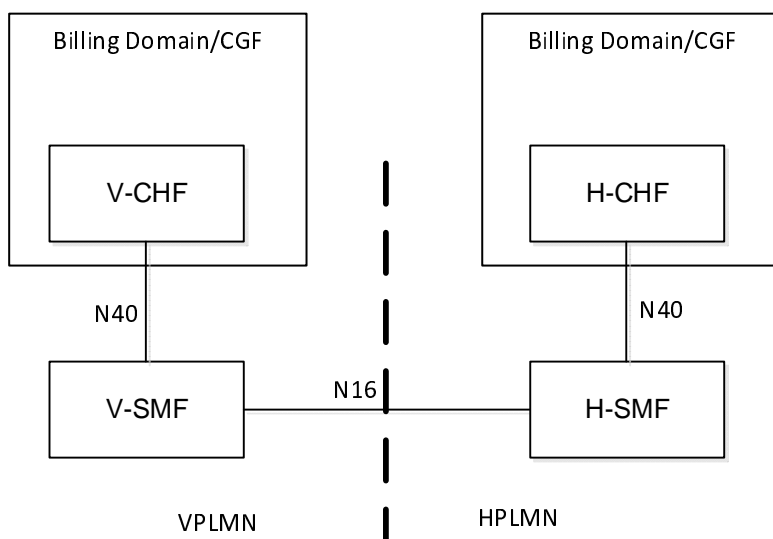 Billing Domain/CGF
Billing Domain/CGF
V-CHF
H-CHF
N40
N40
V-SMF
N16
H-SMF
VPLMN
HPLMN